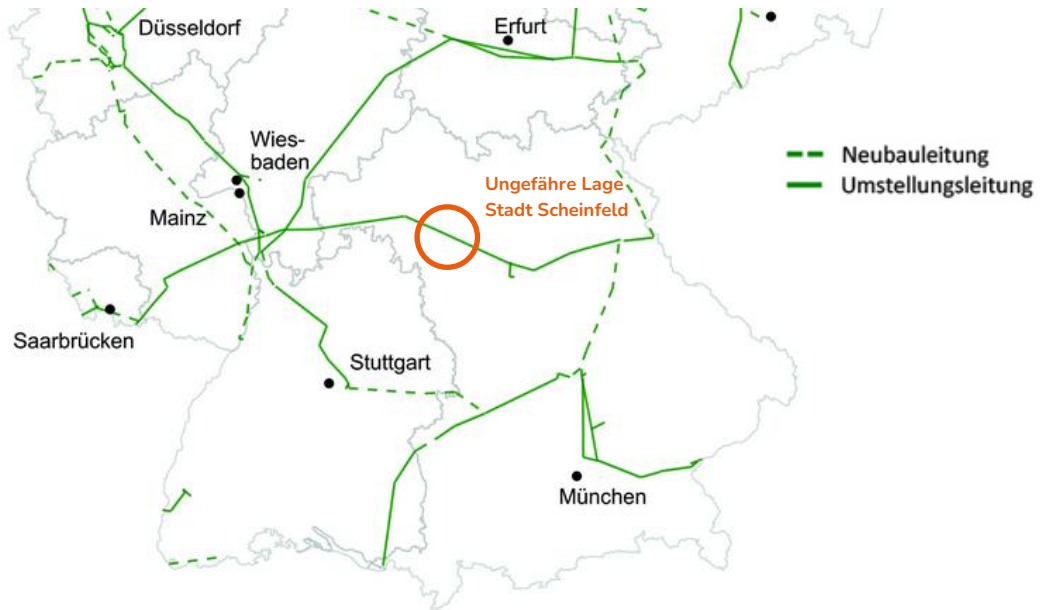 Düsseldorf
Erfurt
Wies-
baden
Mainz
Ungefähre Lage
Stadt Scheinfeld
Neubauleitung
Umstellungsleitung
Saarbrücken
Stuttgart
München